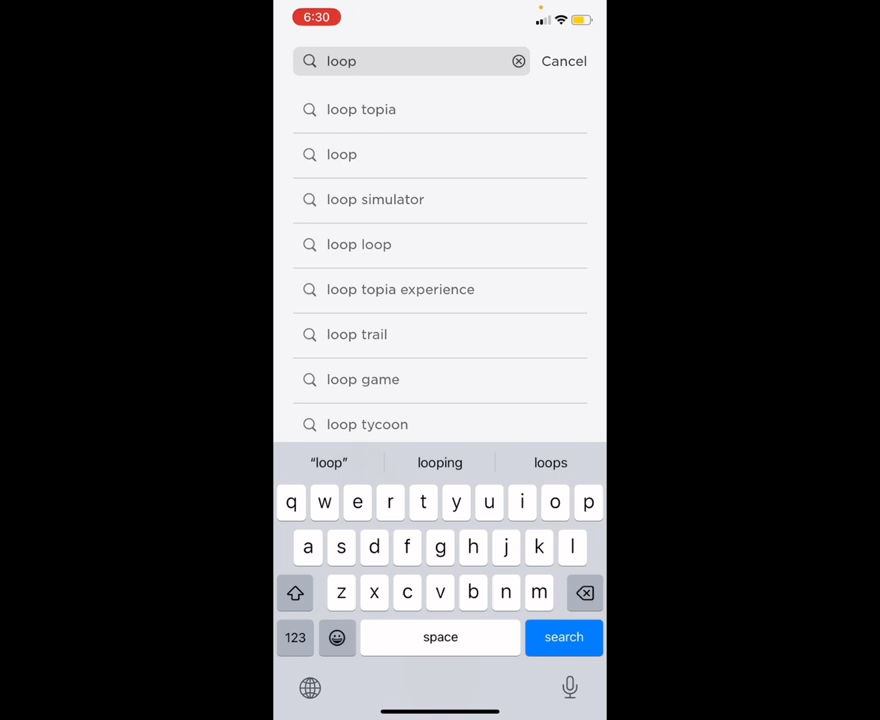 6:30
loop
Cancel
loop topia
loop
loop simulator
loop loop
loop topia experience
loop trail
loop game
loop tycoon
“loop” looping loops
q w e r t y u i o p
a s d f g h j k l
z x c v b n m
123 space search